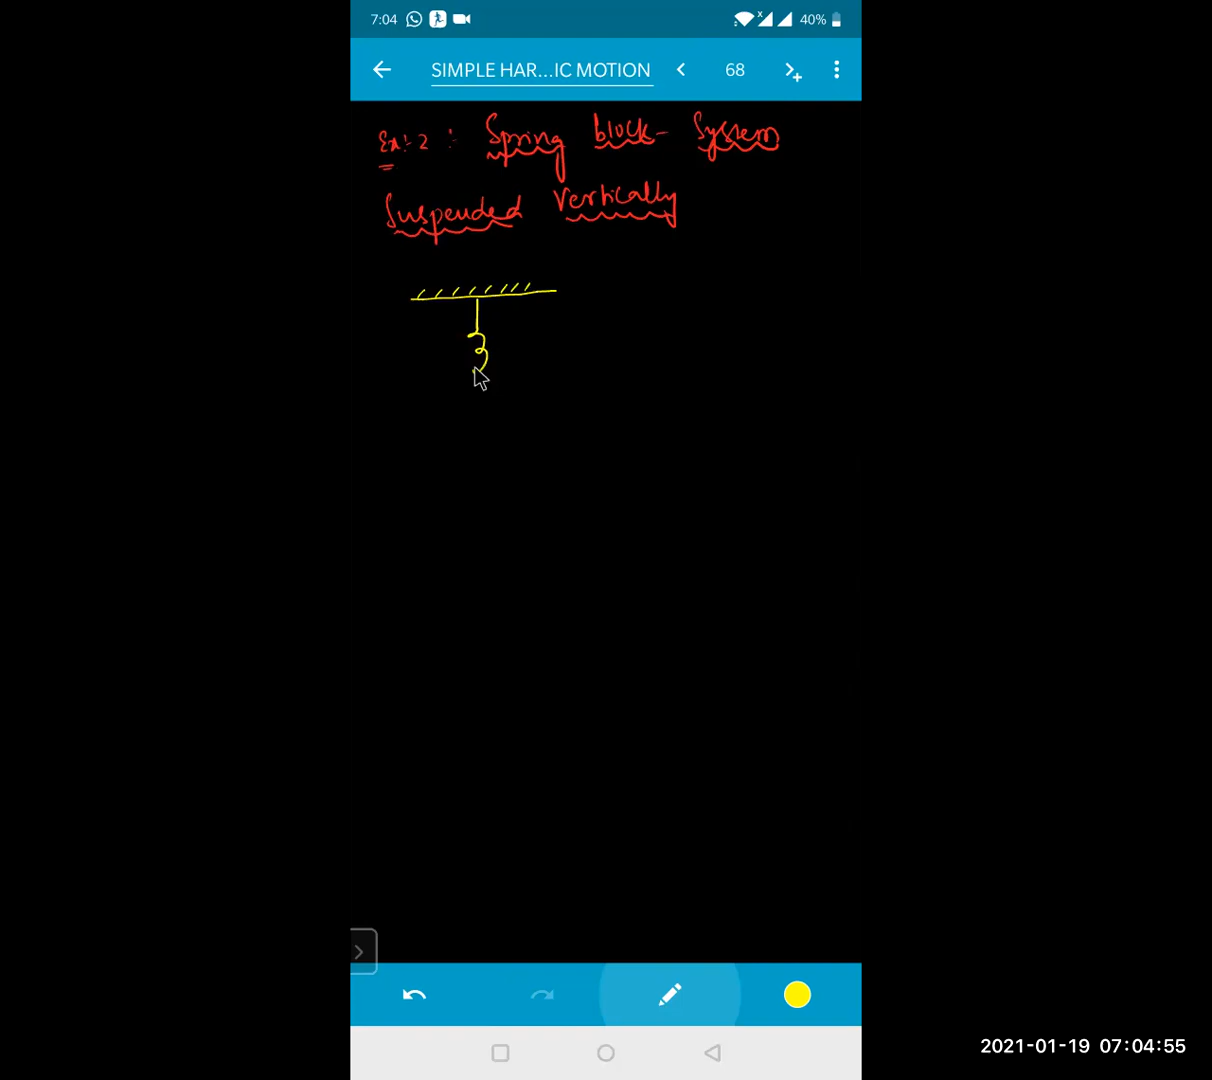 7:04
40%
SIMPLE HAR...IC MOTION
68
Ex:- 2 : Spring block- System
Suspended Vertically
2021-01-19 07:04:55